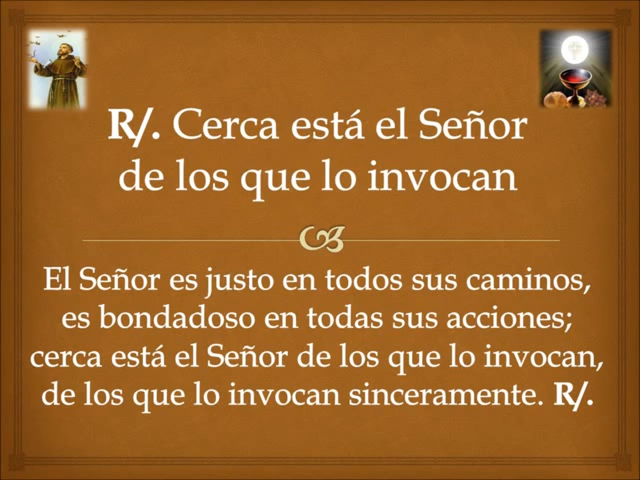 R/. Cerca está el Señor
de los que lo invocan
El Señor es justo en todos sus caminos,
es bondadoso en todas sus acciones;
cerca está el Señor de los que lo invocan,
de los que lo invocan sinceramente. R/.